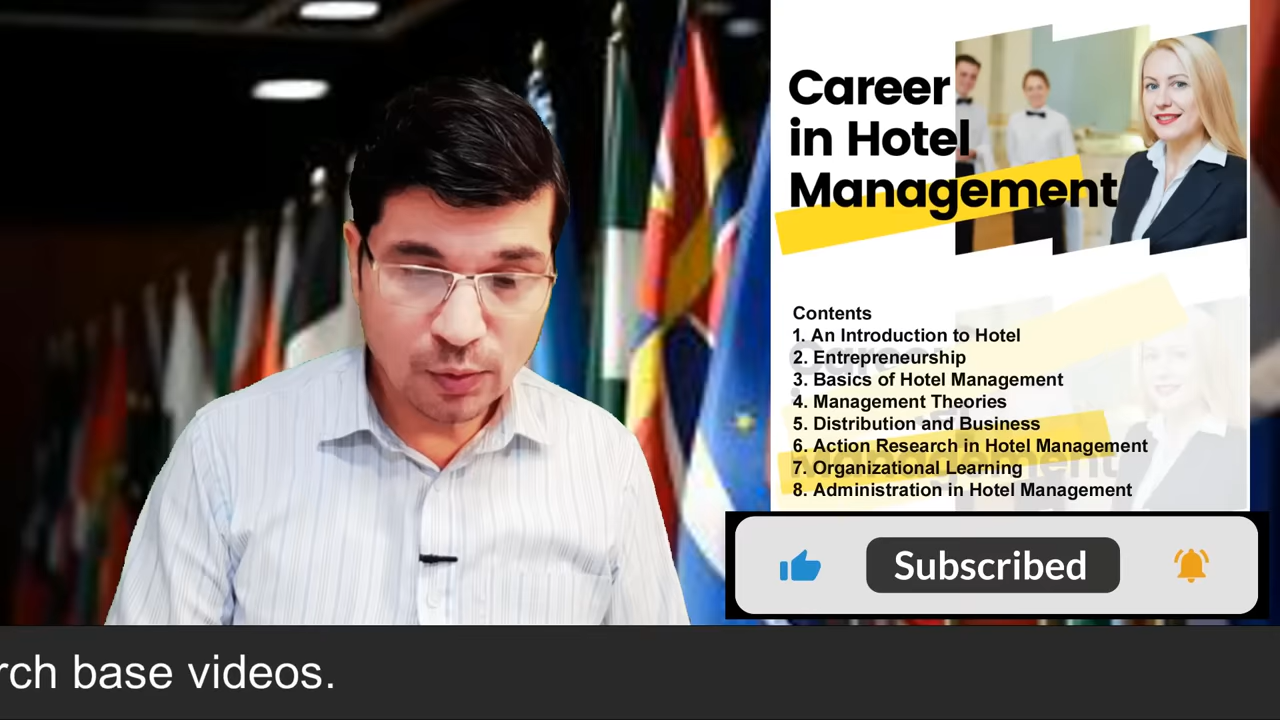 Career
in Hotel
Management
Contents
1. An Introduction to Hotel
2. Entrepreneurship
3. Basics of Hotel Management
4. Management Theories
5. Distribution and Business
6. Action Research in Hotel Management
7. Organizational Learning
8. Administration in Hotel Management
Subscribed
rch base videos.